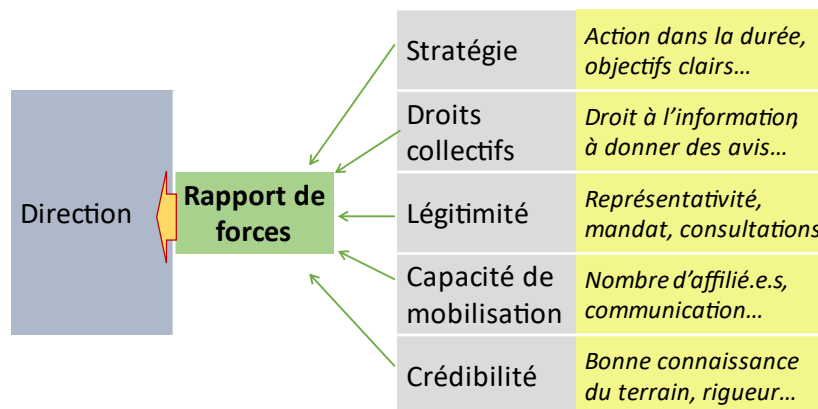 Direction
Rapport de
forces
Stratégie
Action dans la durée,
objectifs clairs…
Droits
collectifs
Droit à l’information,
à donner des avis…
Légitimité
Représentativité,
mandat, consultations
Capacité de
mobilisation
Nombre d’affilié.e.s,
communication…
Crédibilité
Bonne connaissance
du terrain, rigueur…